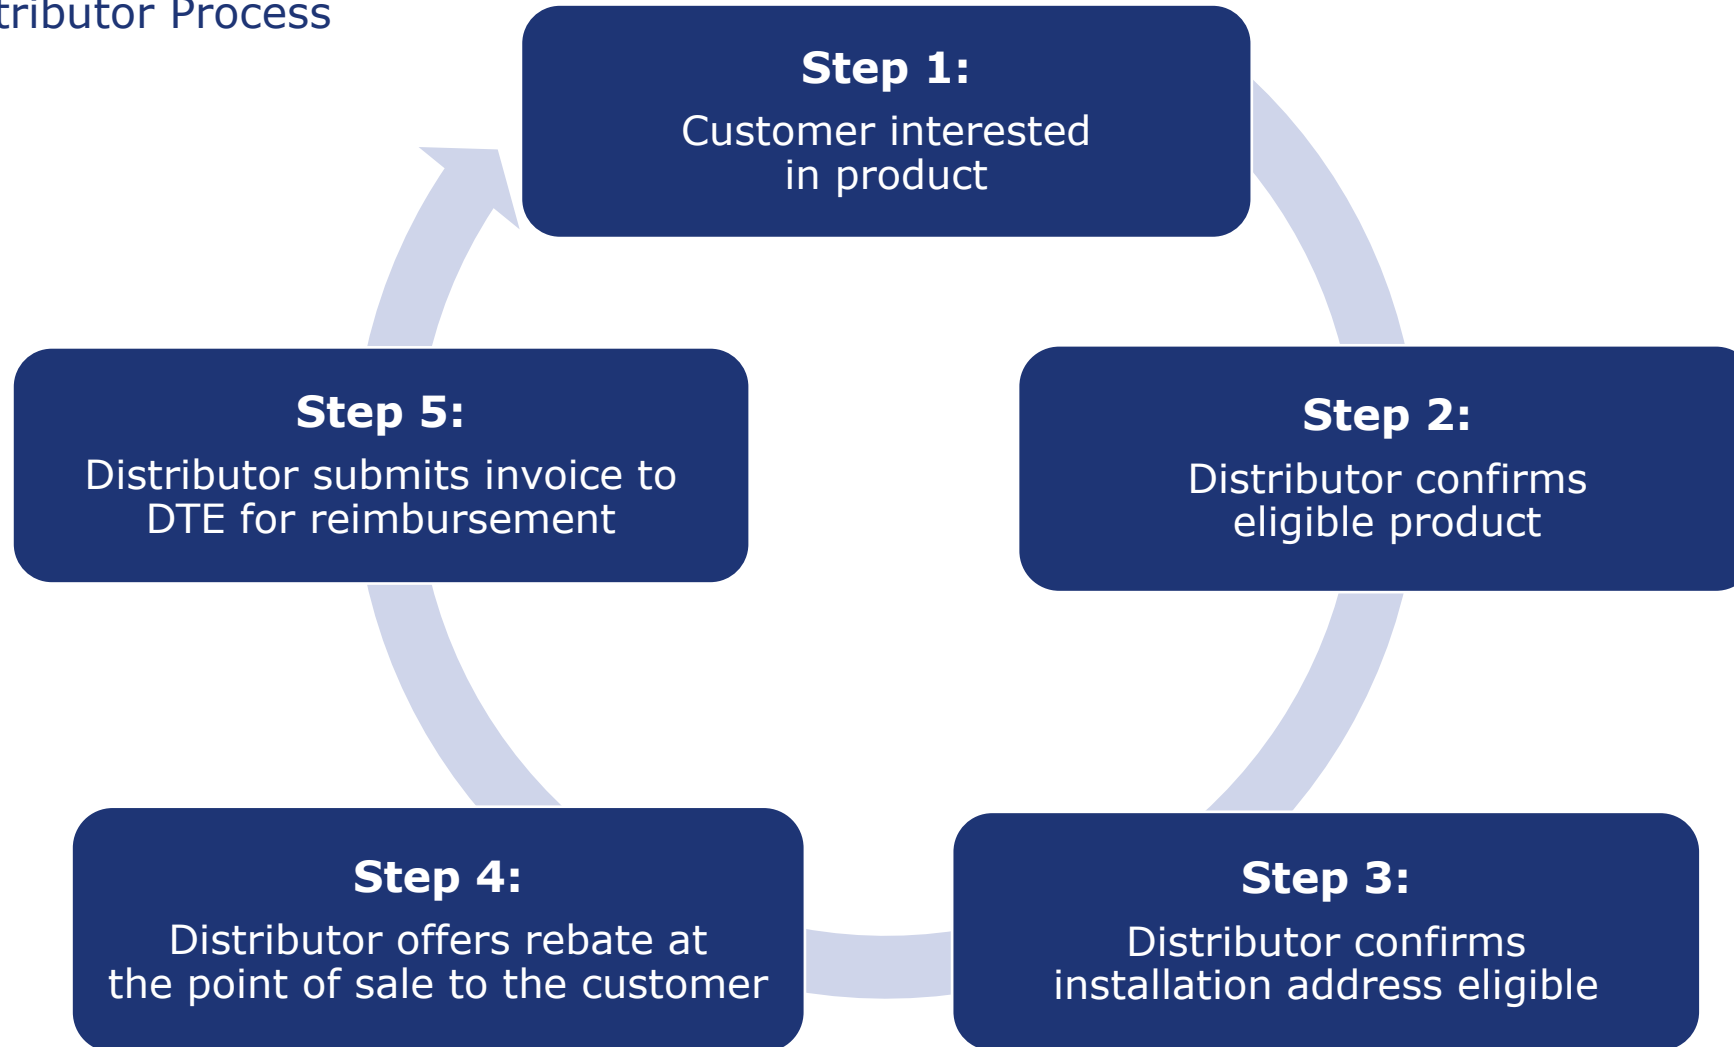 tributor Process
Step 1:
Customer interested
in product
Step 2:
Distributor confirms
eligible product
Step 3:
Distributor confirms
installation address eligible
Step 4:
Distributor offers rebate at
the point of sale to the customer
Step 5:
Distributor submits invoice to
DTE for reimbursement